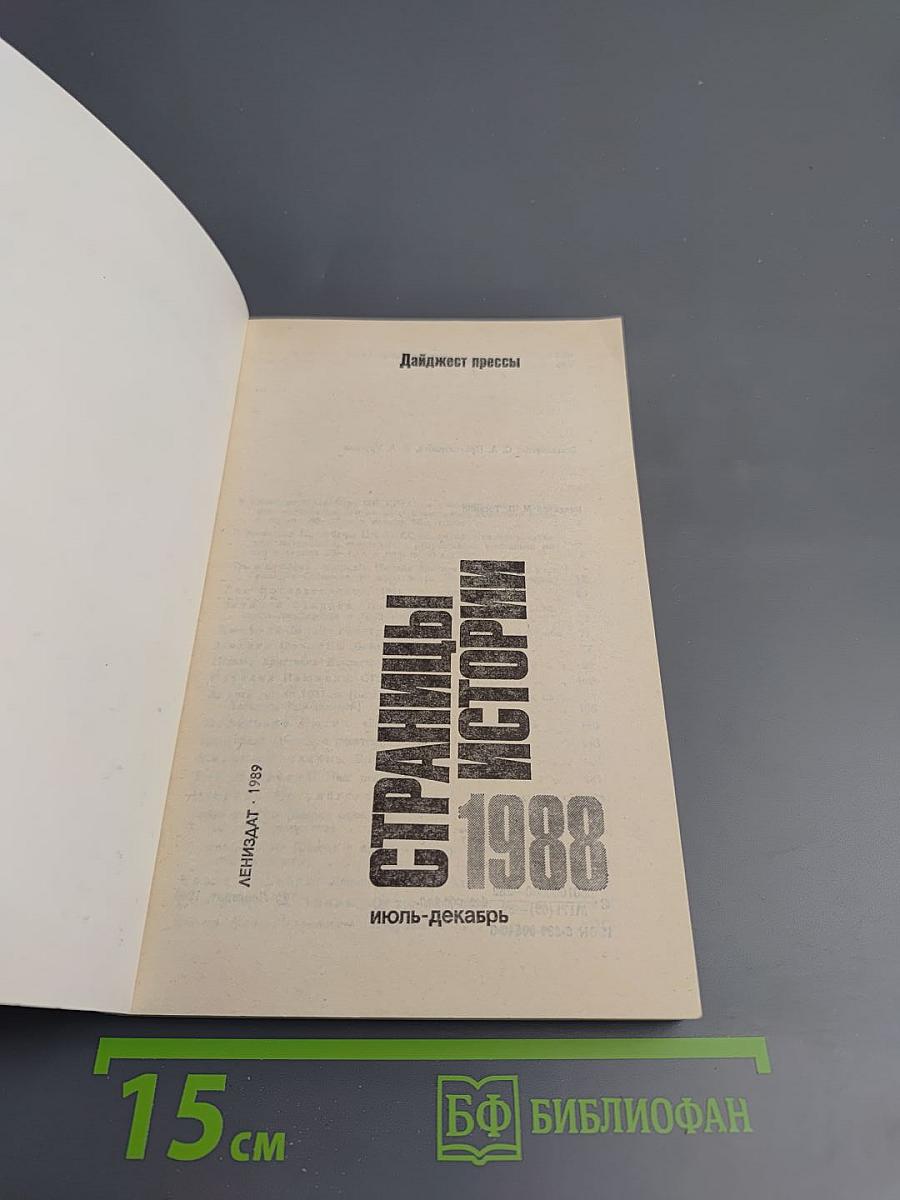 Дайджест прессы
СТРАНИЦЫ
ИСТОРИИ
1988
июль-декабрь
ЛЕНИЗДАТ · 1989
15 см
БФ БИБЛИОФАН